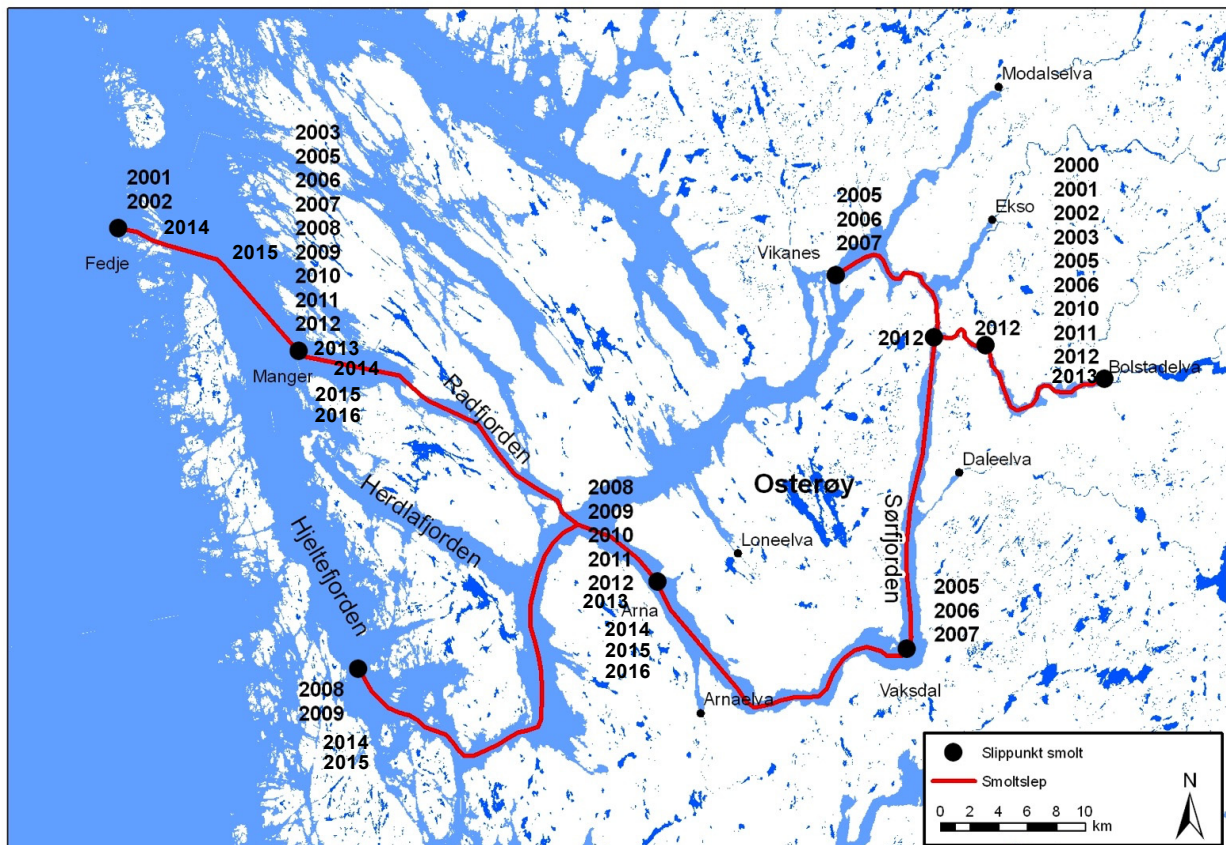 Modalselva
2003
2005
2006
2007
2008
2009
2010
2011
2012
2013
2014
2015
2016
Manger
2001
2002
2014
2015
Fedje
2005
2006
2007
Vikanes
Ekso
2000
2001
2002
2003
2005
2006
2010
2011
2012
2013
Bolstadelva
2012
2012
Radfjorden
Herdlafjorden
Hjeltefjorden
Osterøy
Sørfjorden
Daleelva
Loneelva
2008
2009
2010
2011
2012
2013
Arna
2014
2015
2016
Arnaelva
2005
2006
2007
Vaksdal
2008
2009
2014
2015
Slippunkt smolt
Smoltslep
N
0 2 4 6 8 10
km